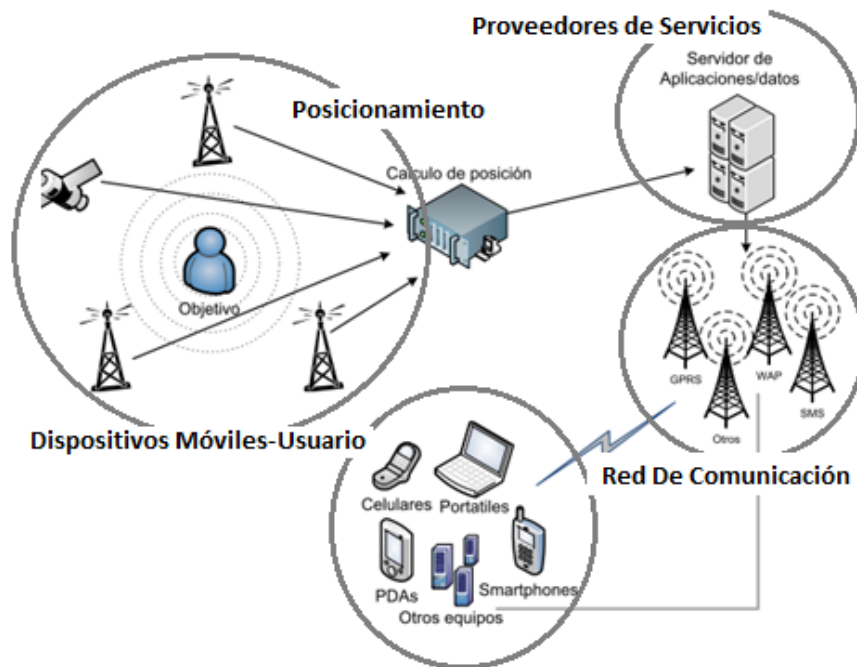 Proveedores de Servicios
Servidor de
Aplicaciones/datos
Posicionamiento
Calculo de posición
Objetivo
GPRS
WAP
SMS
Otros
Dispositivos Móviles-Usuario
Red De Comunicación
Celulares
Portatiles
PDAs
Smartphones
Otros equipos